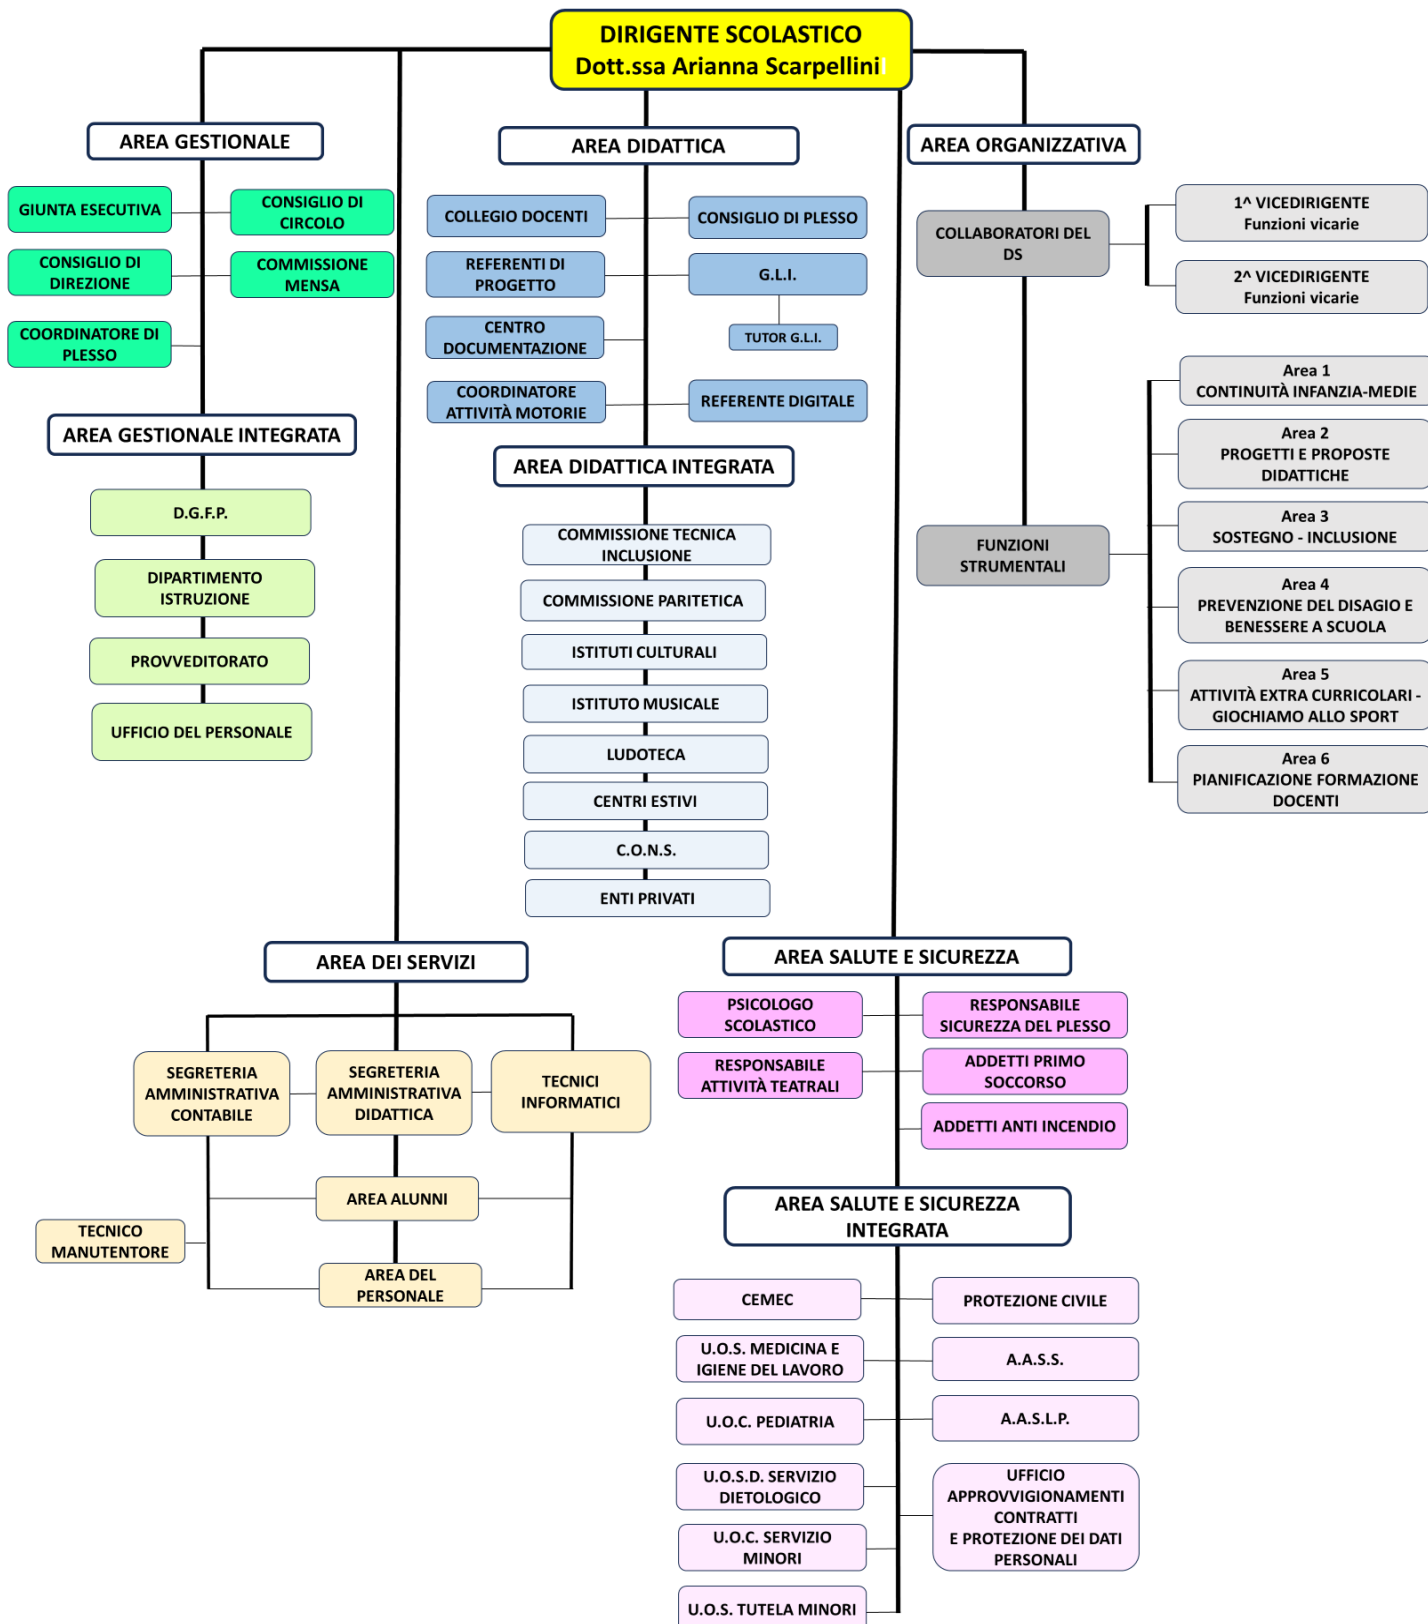 DIRIGENTE SCOLASTICO
Dott.ssa Arianna Scarpellini
AREA GESTIONALE
GIUNTA ESECUTIVA
CONSIGLIO DI
CIRCOLO
CONSIGLIO DI
DIREZIONE
COMMISSIONE
MENSA
COORDINATORE DI
PLESSO
AREA GESTIONALE INTEGRATA
D.G.F.P.
DIPARTIMENTO
ISTRUZIONE
PROVVEDITORATO
UFFICIO DEL PERSONALE
AREA DIDATTICA
COLLEGIO DOCENTI
CONSIGLIO DI PLESSO
REFERENTI DI
PROGETTO
G.L.I.
TUTOR G.L.I.
CENTRO
DOCUMENTAZIONE
COORDINATORE
ATTIVITÀ MOTORIE
REFERENTE DIGITALE
AREA DIDATTICA INTEGRATA
COMMISSIONE TECNICA
INCLUSIONE
COMMISSIONE PARITETICA
ISTITUTI CULTURALI
ISTITUTO MUSICALE
LUDOTECA
CENTRI ESTIVI
C.O.N.S.
ENTI PRIVATI
AREA ORGANIZZATIVA
COLLABORATORI DEL
DS
1^ VICEDIRIGENTE
Funzioni vicarie
2^ VICEDIRIGENTE
Funzioni vicarie
FUNZIONI
STRUMENTALI
Area 1
CONTINUITÀ INFANZIA-MEDIE
Area 2
PROGETTI E PROPOSTE
DIDATTICHE
Area 3
SOSTEGNO - INCLUSIONE
Area 4
PREVENZIONE DEL DISAGIO E
BENESSERE A SCUOLA
Area 5
ATTIVITÀ EXTRA CURRICOLARI -
GIOCHIAMO ALLO SPORT
Area 6
PIANIFICAZIONE FORMAZIONE
DOCENTI
AREA DEI SERVIZI
SEGRETERIA
AMMINISTRATIVA
CONTABILE
SEGRETERIA
AMMINISTRATIVA
DIDATTICA
TECNICI
INFORMATICI
AREA ALUNNI
TECNICO
MANUTENTORE
AREA DEL
PERSONALE
AREA SALUTE E SICUREZZA
PSICOLOGO
SCOLASTICO
RESPONSABILE
SICUREZZA DEL PLESSO
RESPONSABILE
ATTIVITÀ TEATRALI
ADDETTI PRIMO
SOCCORSO
ADDETTI ANTI INCENDIO
AREA SALUTE E SICUREZZA
INTEGRATA
CEMEC
PROTEZIONE CIVILE
U.O.S. MEDICINA E
IGIENE DEL LAVORO
A.A.S.S.
U.O.C. PEDIATRIA
A.A.S.L.P.
U.O.S.D. SERVIZIO
DIETOLOGICO
UFFICIO
APPROVVIGIONAMENTI
CONTRATTI
E PROTEZIONE DEI DATI
PERSONALI
U.O.C. SERVIZIO
MINORI
U.O.S. TUTELA MINORI